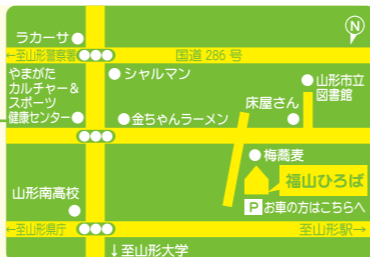 N
ラカーサ
←至山形警察署
国道 286 号
やまがた
カルチャー＆
スポーツ
健康センター
シャルマン
山形市立
図書館
床屋さん
金ちゃんラーメン
梅蕎麦
福山ひろば
山形南高校
P お車の方はこちらへ
←至山形県庁
至山形駅→
↓至山形大学